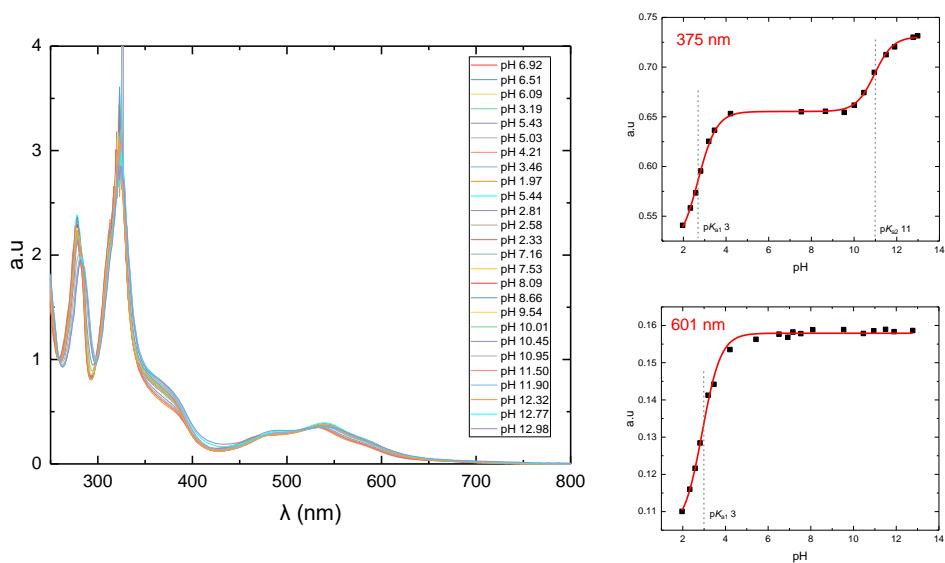 4
3
2
1
0
a.u
300
400
500
600
700
800
λ (nm)
pH 6.92
pH 6.51
pH 6.09
pH 3.19
pH 5.43
pH 5.03
pH 4.21
pH 3.46
pH 1.97
pH 5.44
pH 2.81
pH 2.58
pH 2.33
pH 7.16
pH 7.53
pH 8.09
pH 8.66
pH 9.54
pH 10.01
pH 10.45
pH 10.95
pH 11.50
pH 11.90
pH 12.32
pH 12.77
pH 12.98
375 nm
0.75
0.70
0.65
0.60
0.55
a.u
pKa1 3
pKa2 11
0 2 4 6 8 10 12 14
pH
601 nm
0.16
0.15
0.14
0.13
0.12
0.11
a.u
pKa1 3
0 2 4 6 8 10 12 14
pH